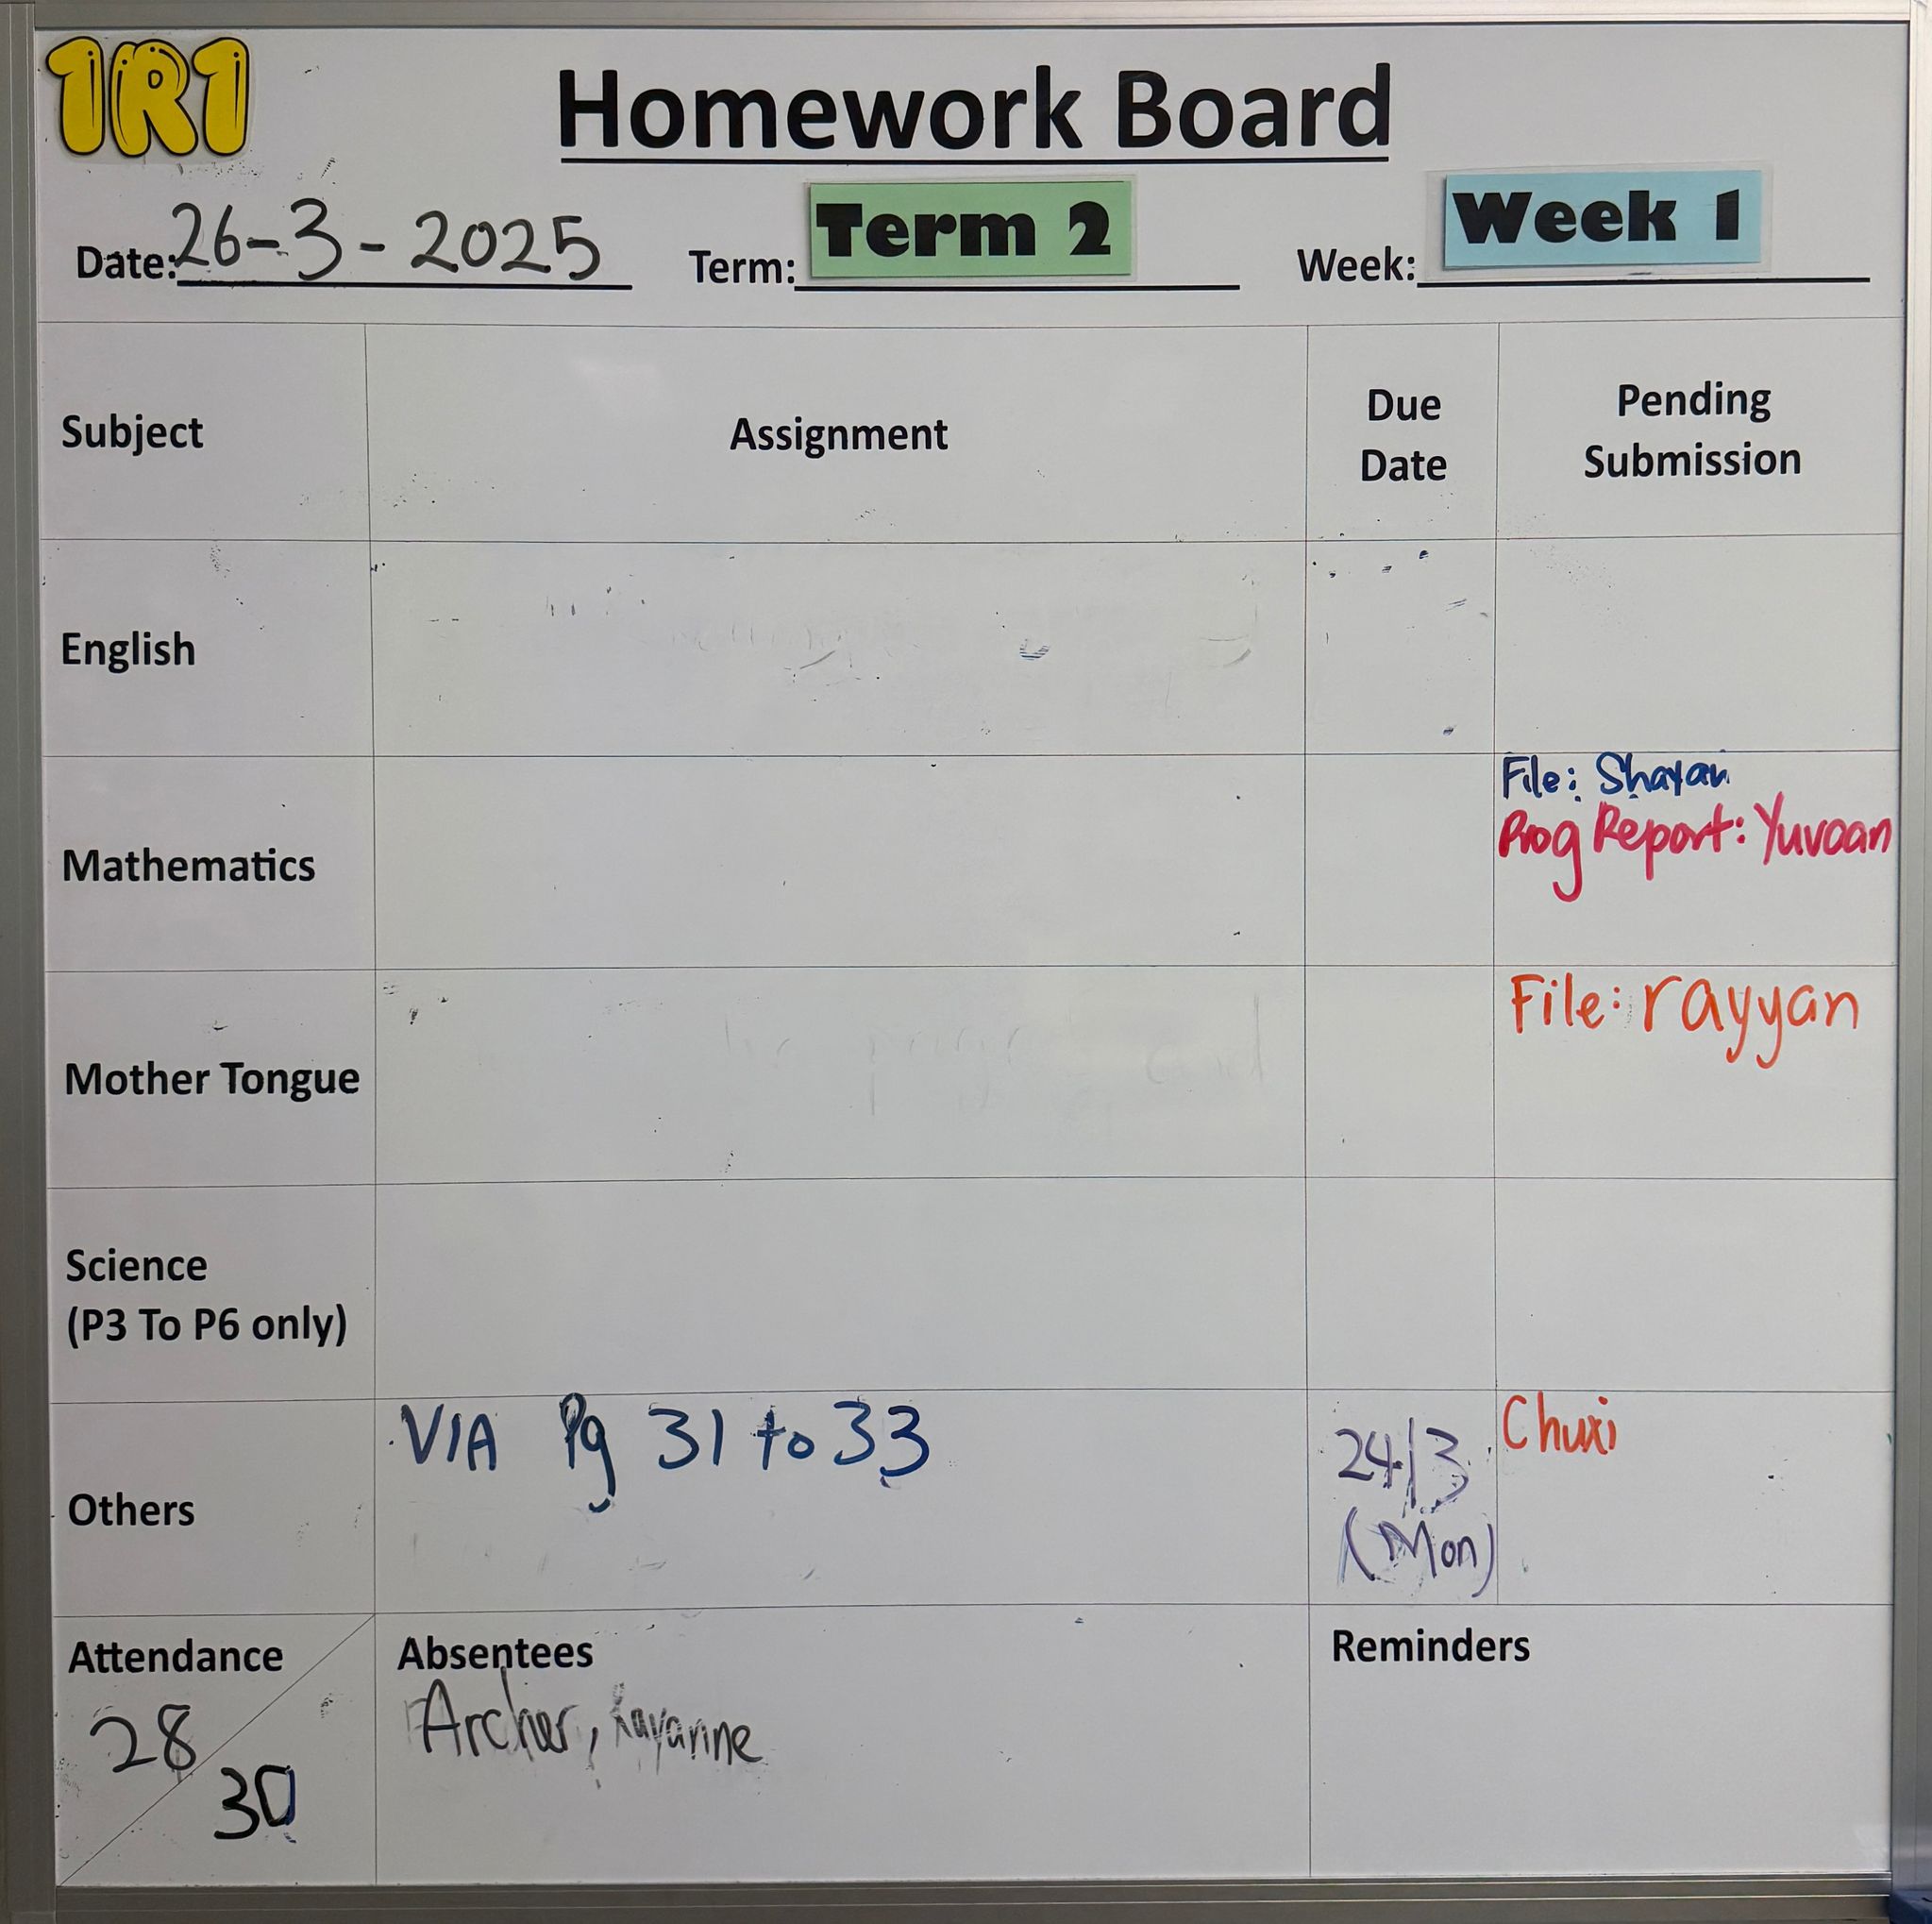 1R1
Homework Board
Date: 26-3-2025 Term: Term 2 Week: Week 1
Subject Assignment Due Date Pending Submission
English
Mathematics
File: Shayan
Prog Report: Yuvaan
Mother Tongue
File: rayyan
Science
(P3 To P6 only)
Others
VIA Pg 31 to 33
24/3
(Mon)
Chuxi
Attendance
28
30
Absentees
Archer,
Reminders